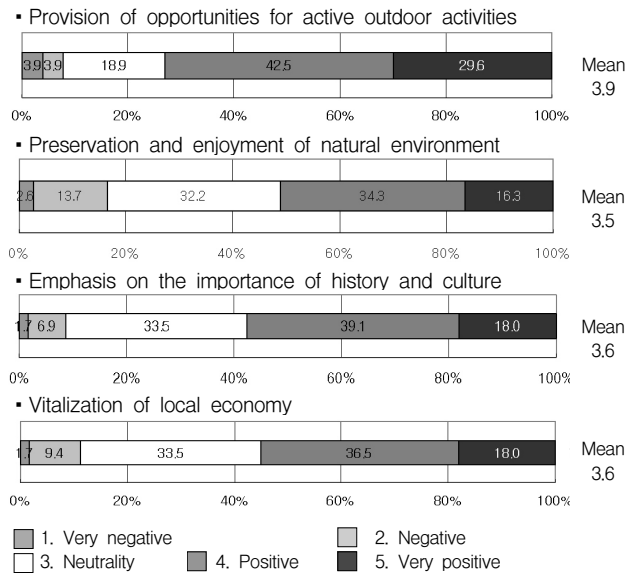 ▪ Provision of opportunities for active outdoor activities
3.9 3.9 18.9 42.5 29.6
Mean
3.9
0% 20% 40% 60% 80% 100%
▪ Preservation and enjoyment of natural environment
2.6 13.7 32.2 34.3 16.3
Mean
3.5
0% 20% 40% 60% 80% 100%
▪ Emphasis on the importance of history and culture
1.7 6.9 33.5 39.1 18.0
Mean
3.6
0% 20% 40% 60% 80% 100%
▪ Vitalization of local economy
1.7 9.4 33.5 36.5 18.0
Mean
3.6
0% 20% 40% 60% 80% 100%
1. Very negative 2. Negative
3. Neutrality 4. Positive 5. Very positive